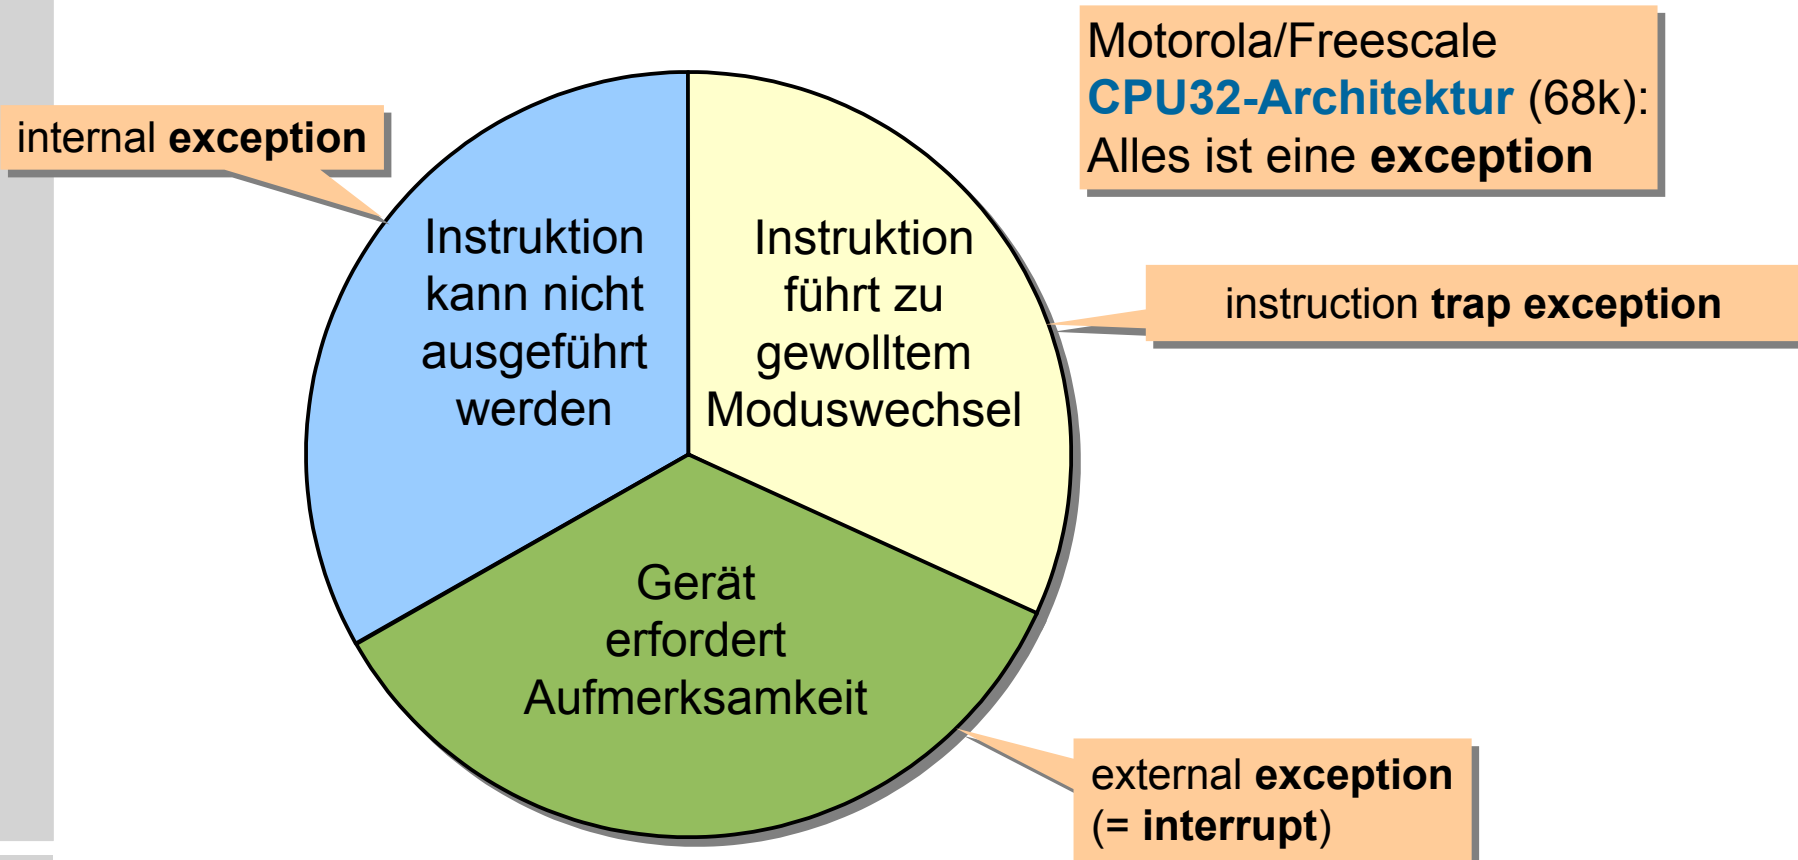 Motorola/Freescale
CPU32-Architektur (68k):
Alles ist eine exception
internal exception
Instruktion
kann nicht
ausgeführt
werden
Instruktion
führt zu
gewolltem
Moduswechsel
instruction trap exception
Gerät
erfordert
Aufmerksamkeit
external exception
(= interrupt)